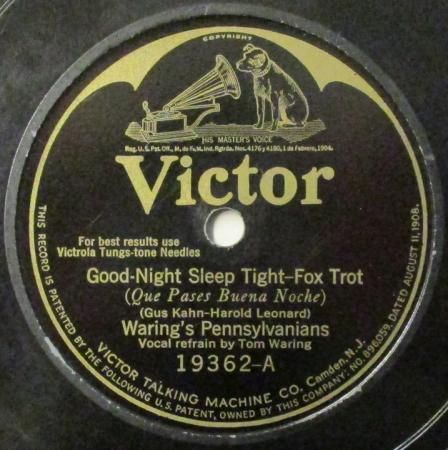 COPYRIGHT
HIS MASTER'S VOICE
Reg. U.S. Pat. Off., M. de F., M. Ind. Rgtrda. Nos. 4176 y 4180, 1 de Febrero, 1904.
Victor
For best results use
Victrola Tungs-tone Needles
Good-Night Sleep Tight–Fox Trot
(Que Pases Buena Noche)
(Gus Kahn-Harold Leonard)
Waring's Pennsylvanians
Vocal refrain by Tom Waring
19362-A
VICTOR TALKING MACHINE CO. Camden, N.J.
THIS RECORD IS PATENTED BY THE FOLLOWING U.S. PATENT, OWNED BY THIS COMPANY: NO. 896059, DATED AUGUST 11, 1908.